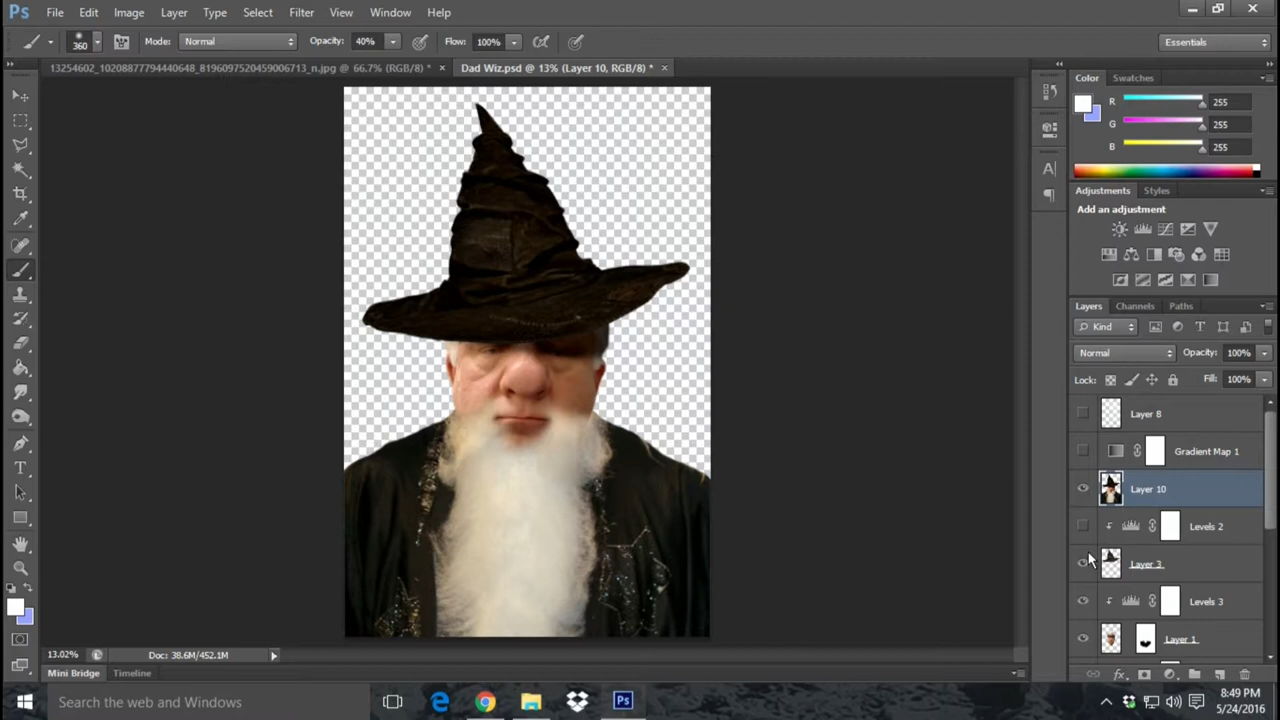 Ps File Edit Image Layer Type Select Filter View Window Help
360 Mode: Normal Opacity: 40% Flow: 100% Essentials
13254602_10208877794440648_8196097520459006713_n.jpg @ 66.7% (RGB/8) * × Dad Wiz.psd @ 13% (Layer 10, RGB/8) * ×
Color Swatches
R 255
G 255
B 255
Adjustments Styles
Add an adjustment
Layers Channels Paths
Kind
Normal Opacity: 100%
Lock: Fill: 100%
Layer 8
Gradient Map 1
Layer 10
Levels 2
Layer 3
Levels 3
Layer 1
13.02% Doc: 38.6M/452.1M
Mini Bridge Timeline
Search the web and Windows
8:49 PM
5/24/2016